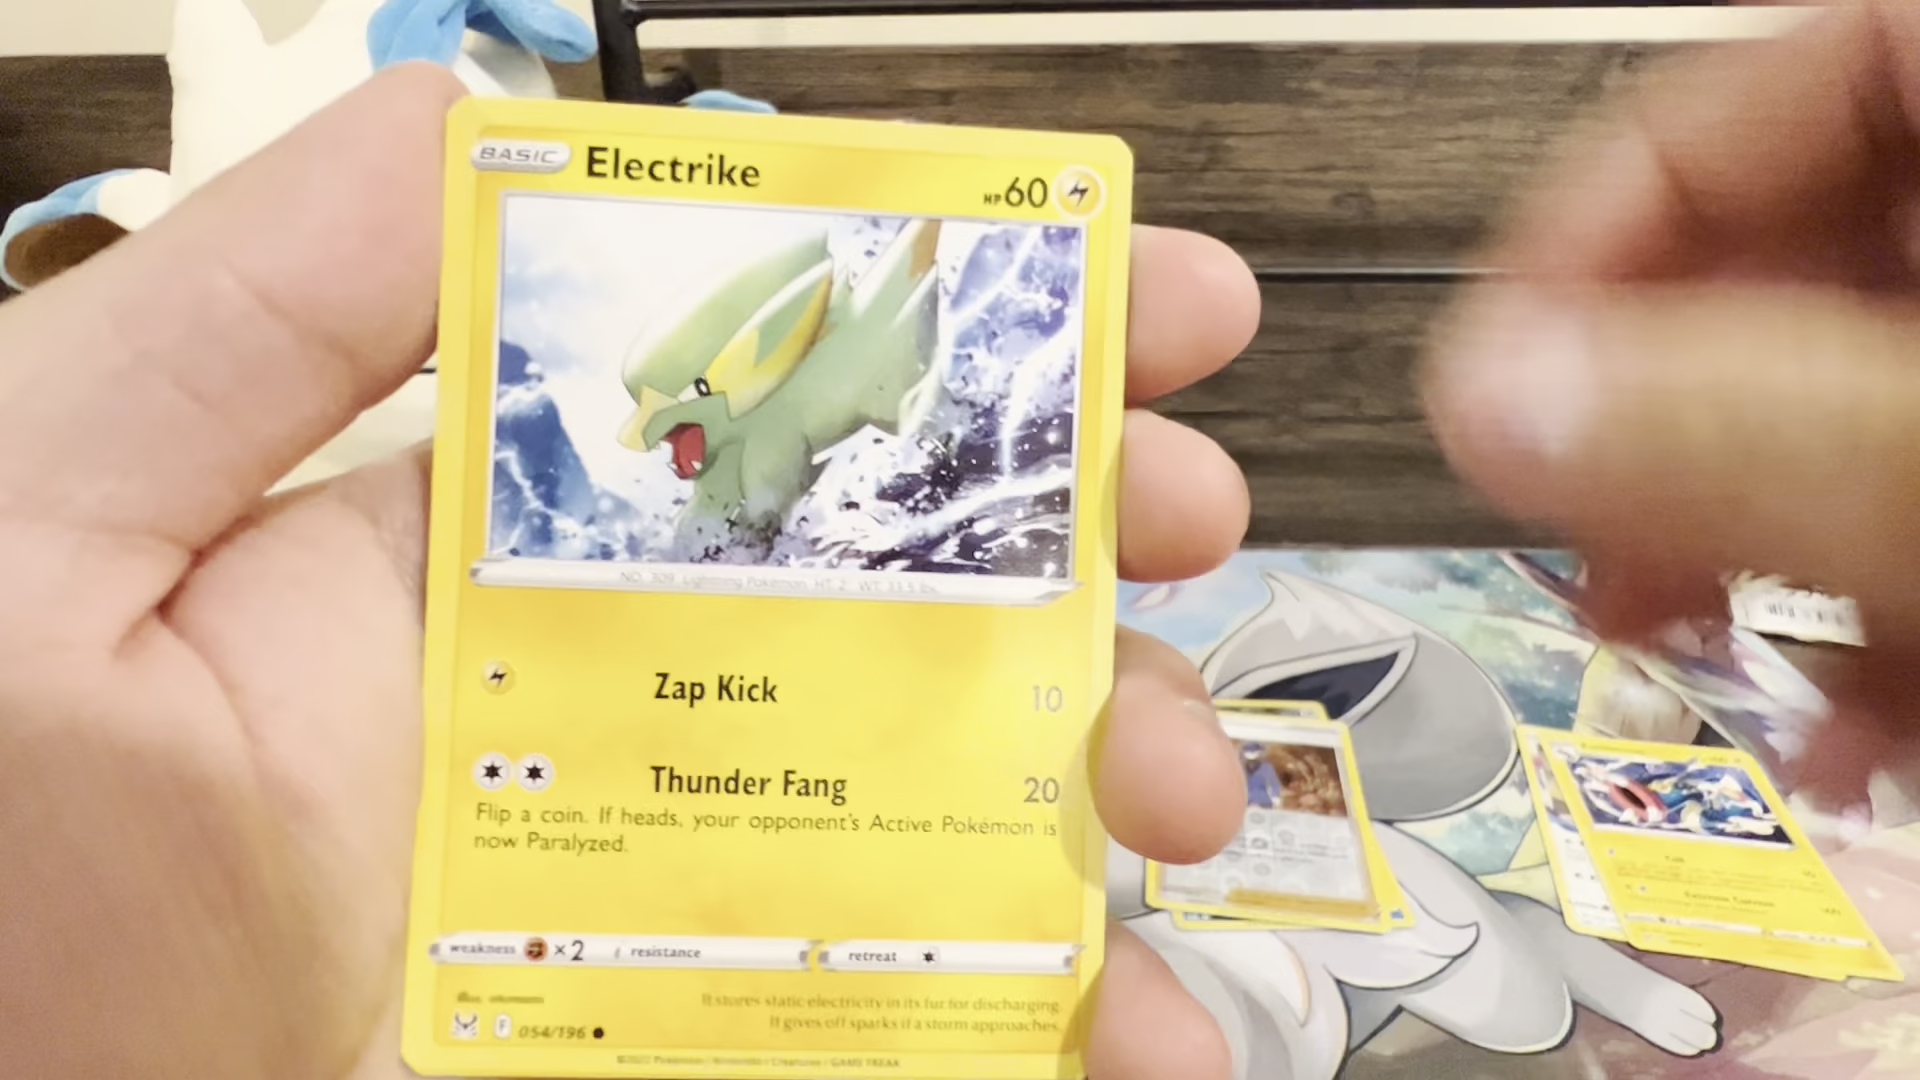 BASIC Electrike HP 60
NO. 309 Lightning Pokémon HT: 2' WT: 33.5 lbs.
Zap Kick 10
Thunder Fang 20
Flip a coin. If heads, your opponent's Active Pokémon is
now Paralyzed.
weakness ×2 resistance retreat
Illus.
It stores static electricity in its fur for discharging.
It gives off sparks if a storm approaches.
F 054/196
©2022 Pokémon / Nintendo / Creatures / GAME FREAK